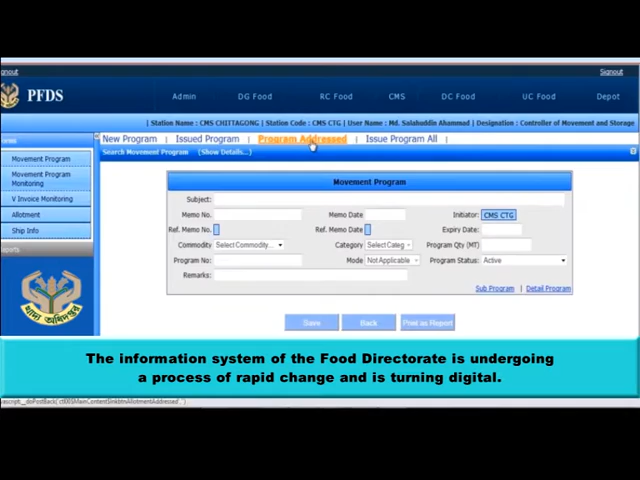 Signout
PFDS
Admin
DG Food
RC Food
CMS
DC Food
UC Food
Depot
| Station Name : CMS CHITTAGONG | Station Code : CMS CTG | User Name : Md. Salahuddin Ahammad | Designation : Controller of Movement and Storage
New Program | Issued Program | Program Addressed | Issue Program All |
Search Movement Program (Show Details...)
Movement Program
Movement Program Monitoring
V Invoice Monitoring
Allotment
Ship Info
Reports
খাদ্য অধিদপ্তর
Movement Program
Subject:
Memo No. Memo Date Initiator: CMS CTG
Ref. Memo No. Ref. Memo Date Expiry Date:
Commodity Select Commodity... Category Select Categ Program Qty (MT)
Program No: Mode Not Applicable Program Status: Active
Remarks:
Sub Program | Detail Program
Save Back Print as Report
The information system of the Food Directorate is undergoing
a process of rapid change and is turning digital.